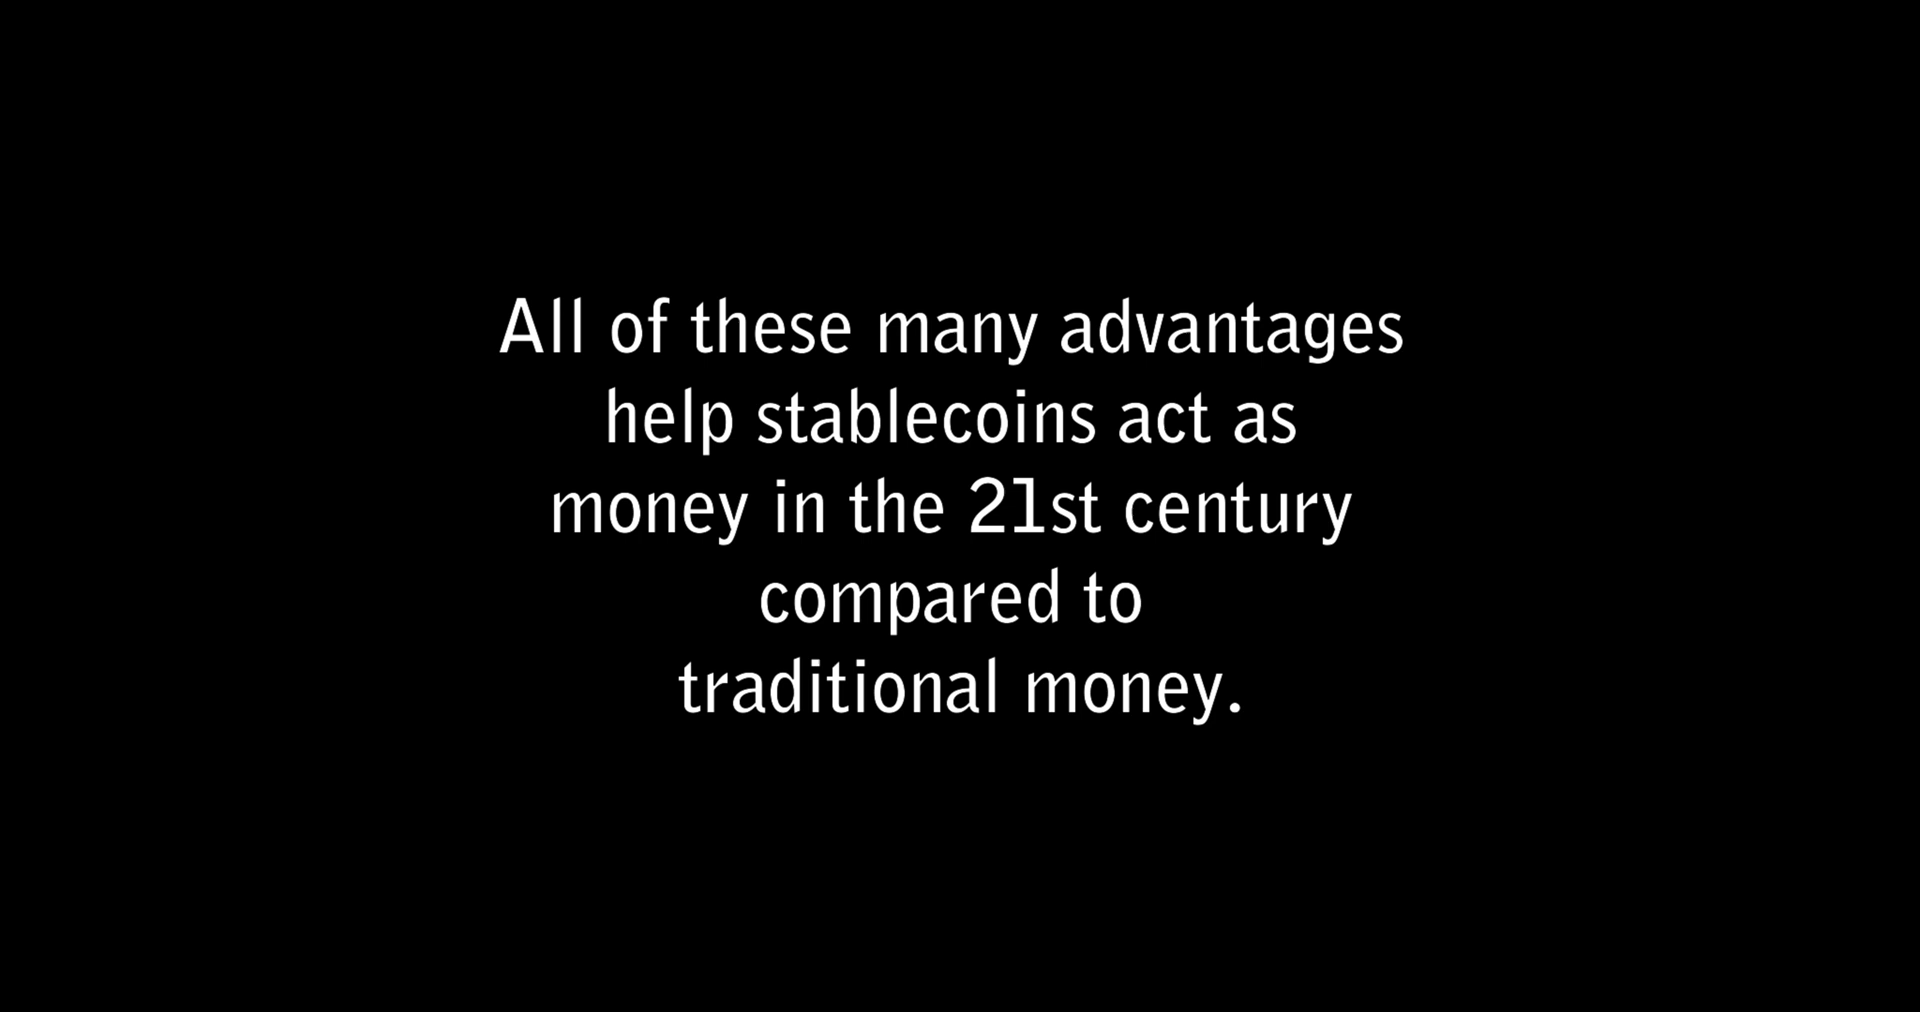 All of these many advantages
help stablecoins act as
money in the 21st century
compared to
traditional money.